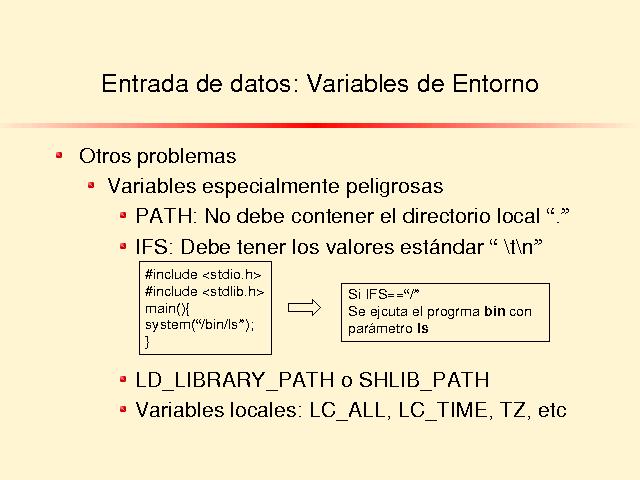 Entrada de datos: Variables de Entorno
Otros problemas
Variables especialmente peligrosas
PATH: No debe contener el directorio local “.”
IFS: Debe tener los valores estándar “ \t\n”
#include <stdio.h>
#include <stdlib.h>
main(){
system(“/bin/ls”);
}
Si IFS==“/”
Se ejcuta el progrma bin con
parámetro ls
LD_LIBRARY_PATH o SHLIB_PATH
Variables locales: LC_ALL, LC_TIME, TZ, etc